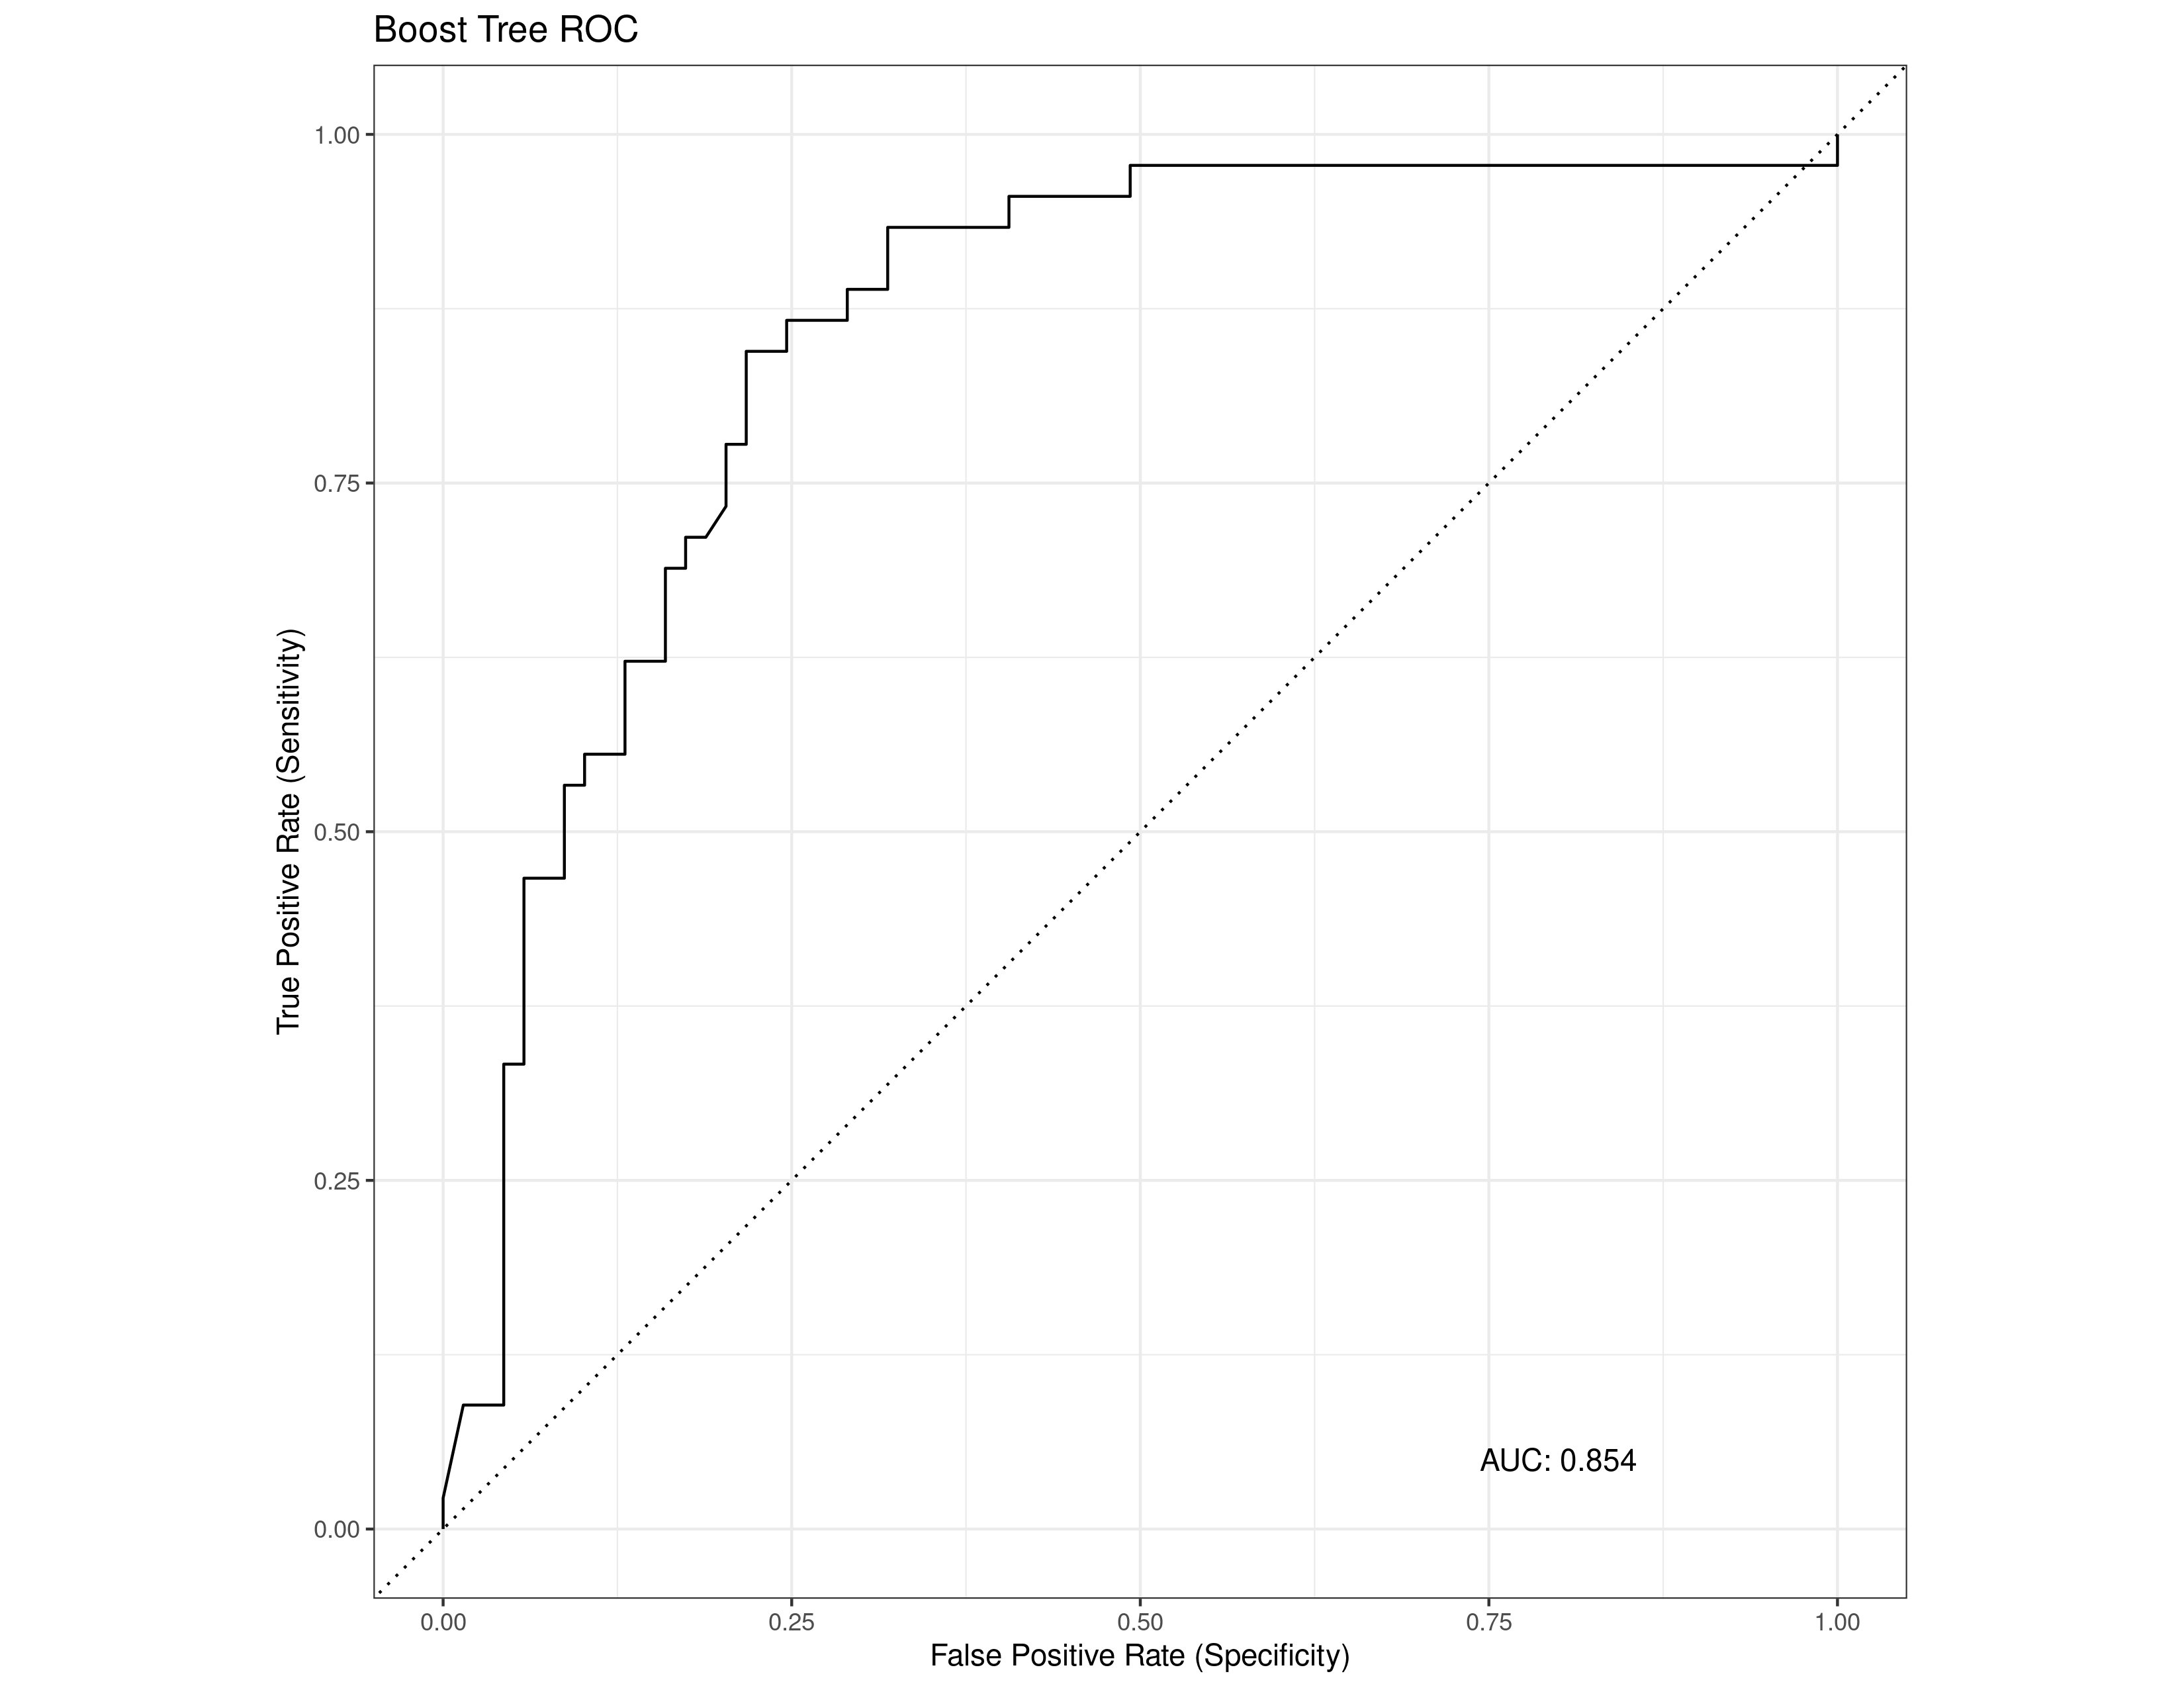 Boost Tree ROC
True Positive Rate (Sensitivity)
1.00
0.75
0.50
0.25
0.00
AUC: 0.854
0.00 0.25 0.50 0.75 1.00
False Positive Rate (Specificity)